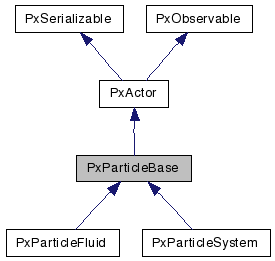 PxSerializable
PxObservable
PxActor
PxParticleBase
PxParticleFluid
PxParticleSystem